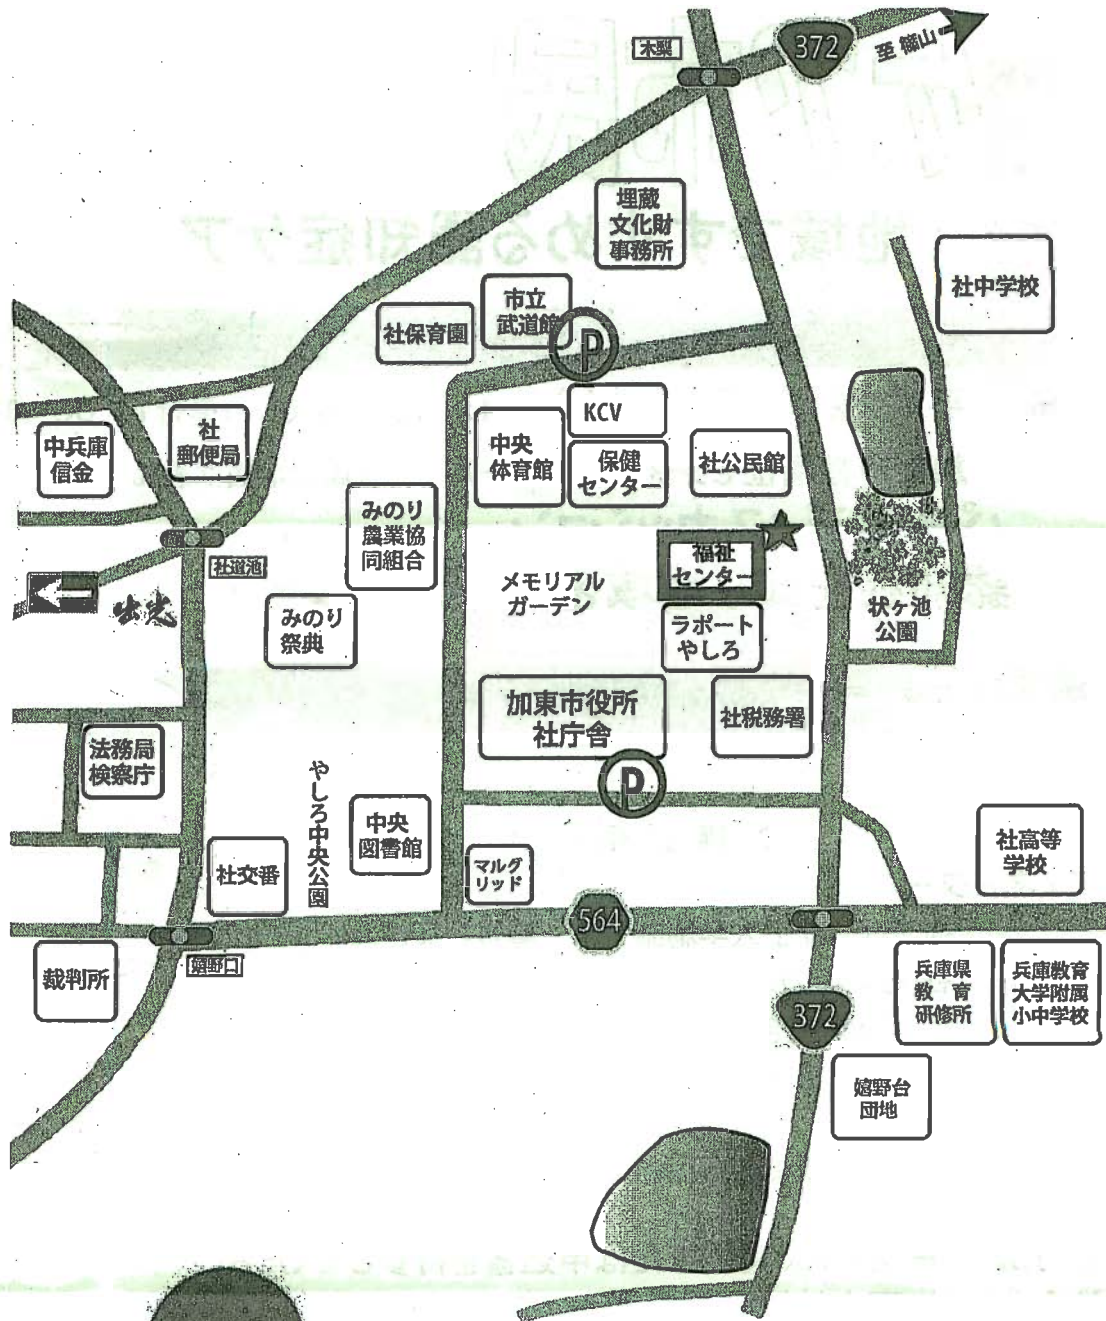 木梨
372
至 篠山
埋蔵
文化財
事務所
社中学校
市立
武道館
社保育園
P
KCV
中央
体育館
保健
センター
社公民館
中兵庫
信金
社
郵便局
みのり
農業協
同組合
社道池
福祉
センター
メモリアル
ガーデン
状ヶ池
公園
出光
みのり
祭典
ラポート
やしろ
加東市役所
社庁舎
社税務署
P
法務局
検察庁
やしろ中央公園
中央
図書館
マルグ
リッド
社交番
社高等
学校
564
嬉野口
裁判所
兵庫県
教育
研修所
兵庫教育
大学附属
小中学校
372
嬉野台
団地